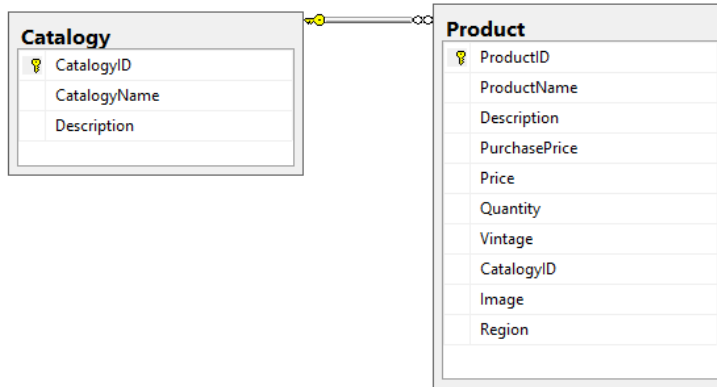 Catalogy
CatalogyID
CatalogyName
Description
Product
ProductID
ProductName
Description
PurchasePrice
Price
Quantity
Vintage
CatalogyID
Image
Region